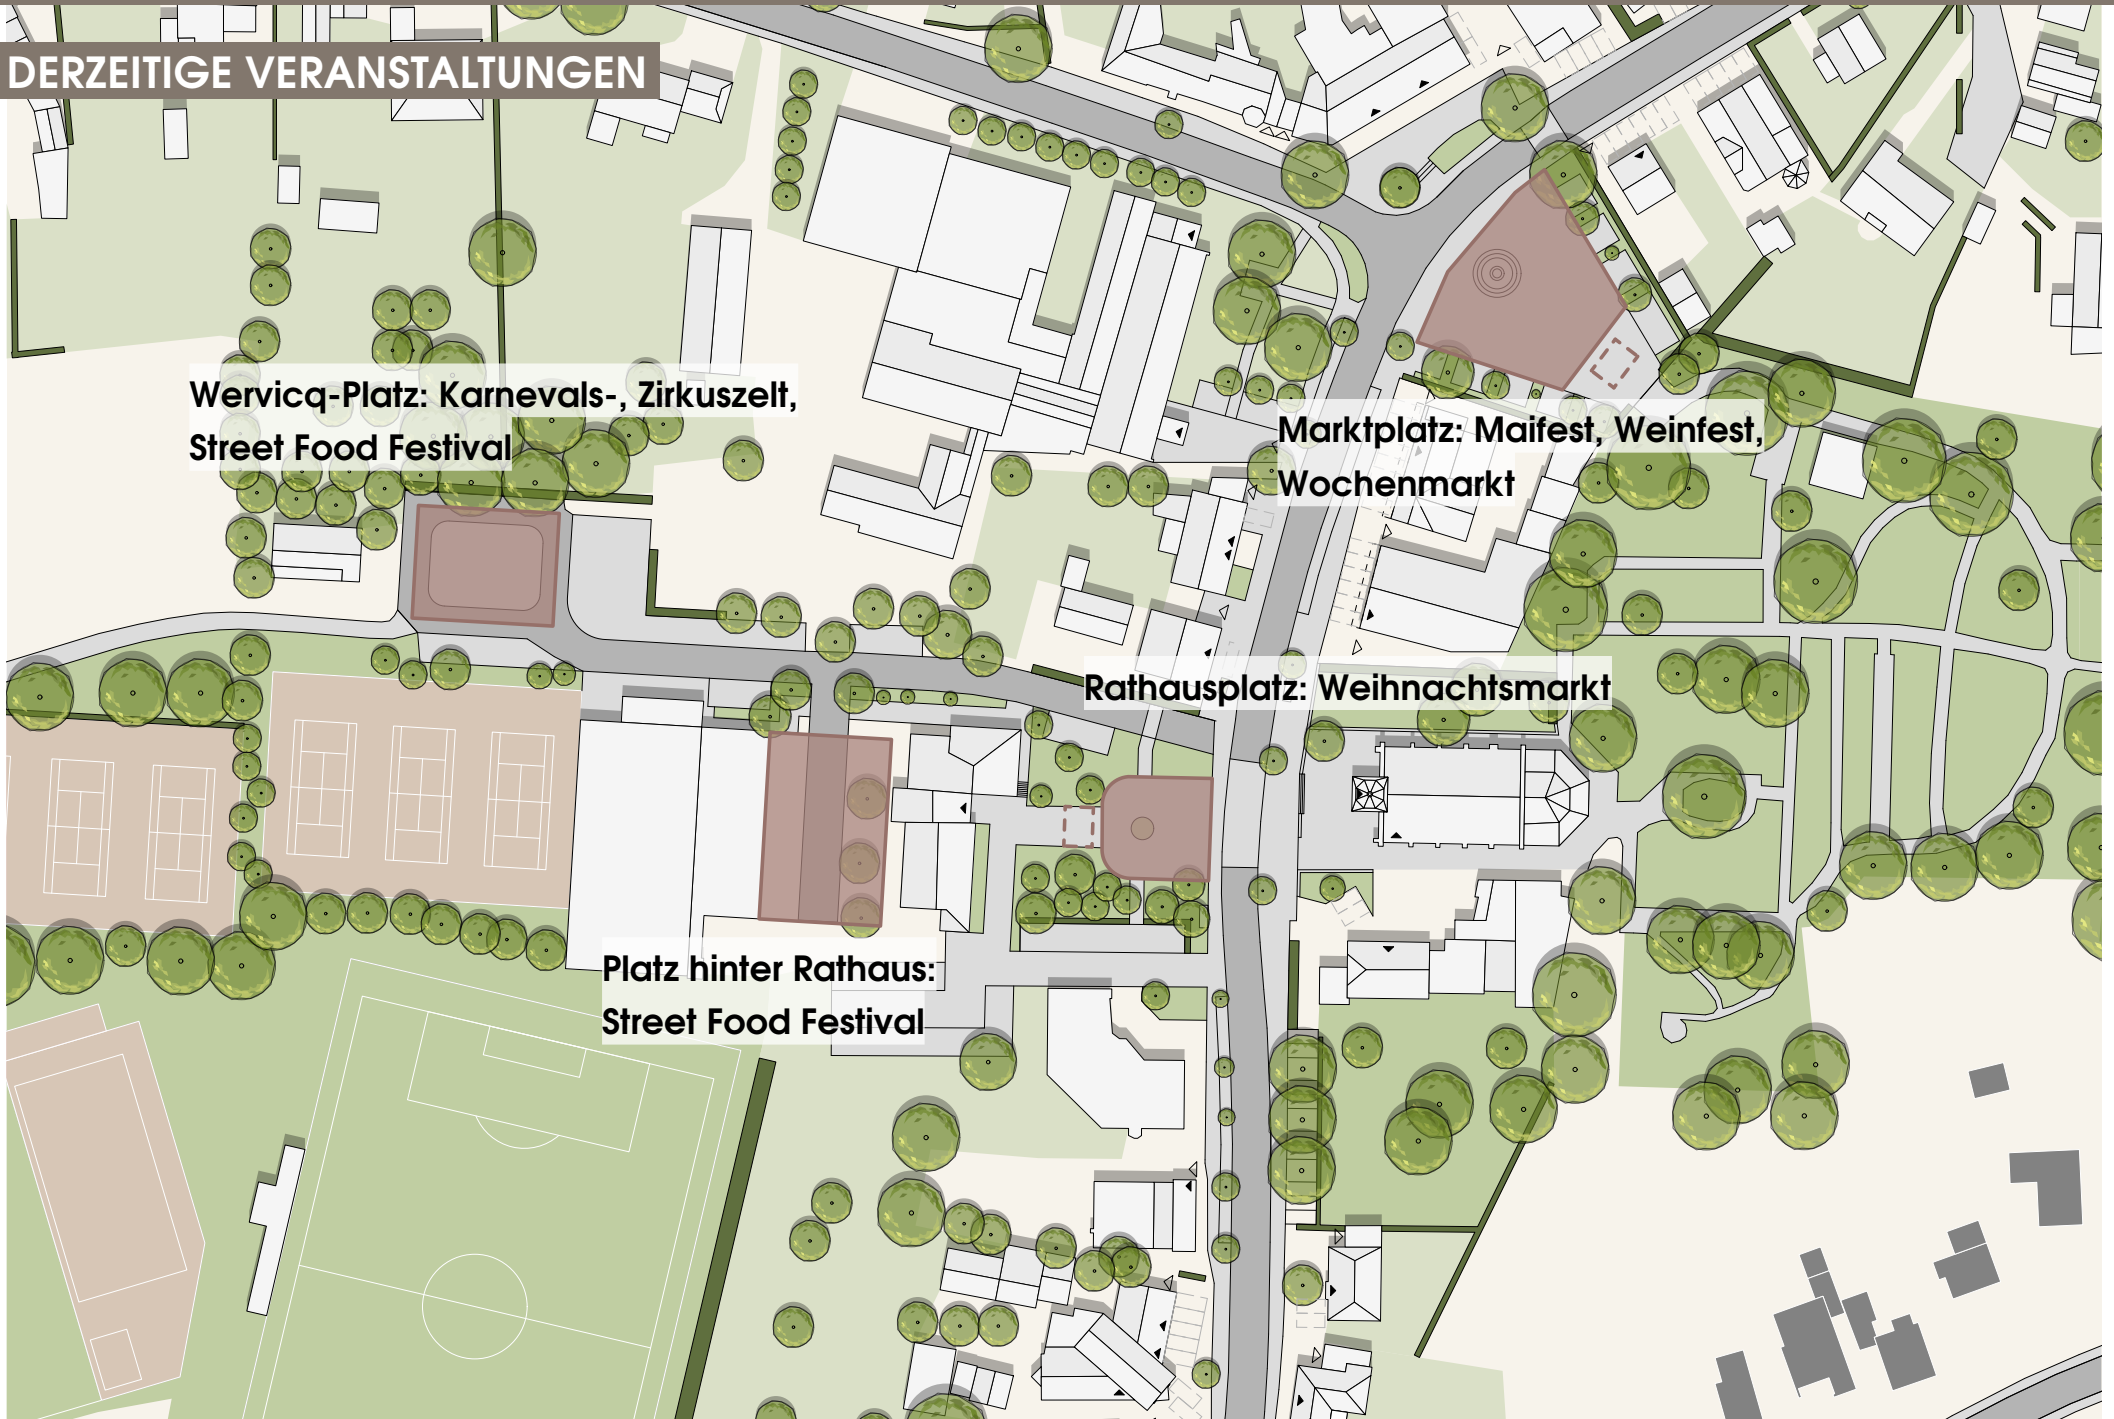 DERZEITIGE VERANSTALTUNGEN
Wervicq-Platz: Karnevals-, Zirkuszelt,
Street Food Festival
Marktplatz: Maifest, Weinfest,
Wochenmarkt
Rathausplatz: Weihnachtsmarkt
Platz hinter Rathaus:
Street Food Festival